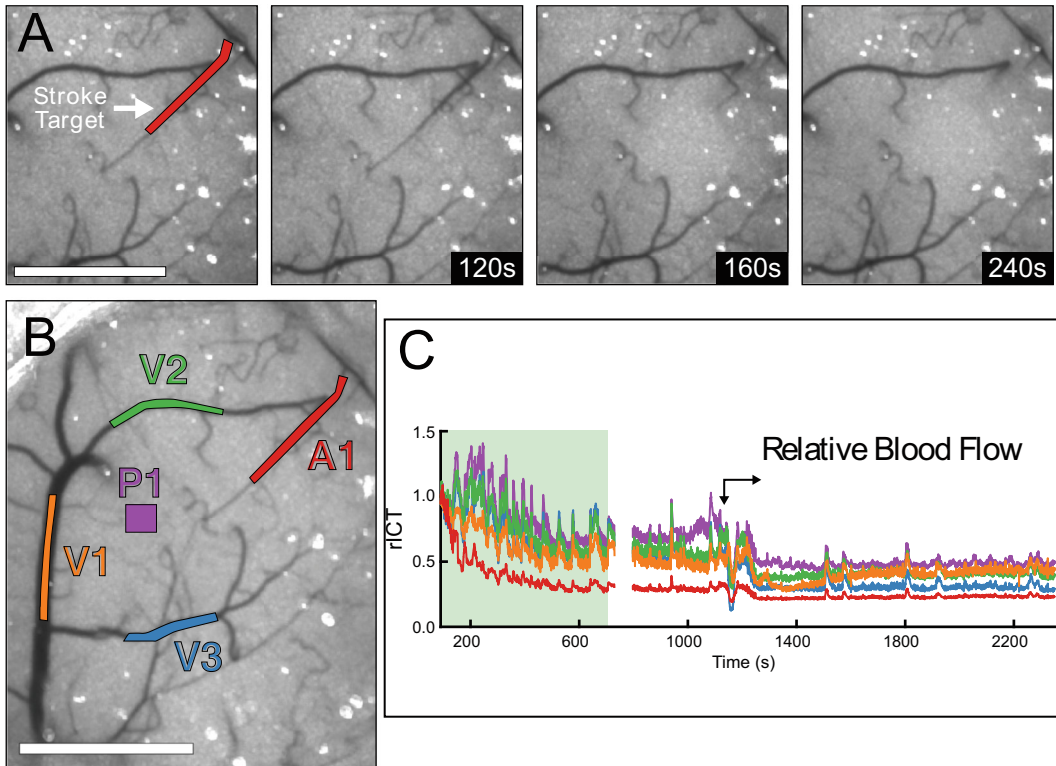 A
Stroke
Target
120s
160s
240s
B
V2
A1
P1
V1
V3
C
Relative Blood Flow
rICT
1.5
1.0
0.5
0.0
200
600
1000
1400
1800
2200
Time (s)